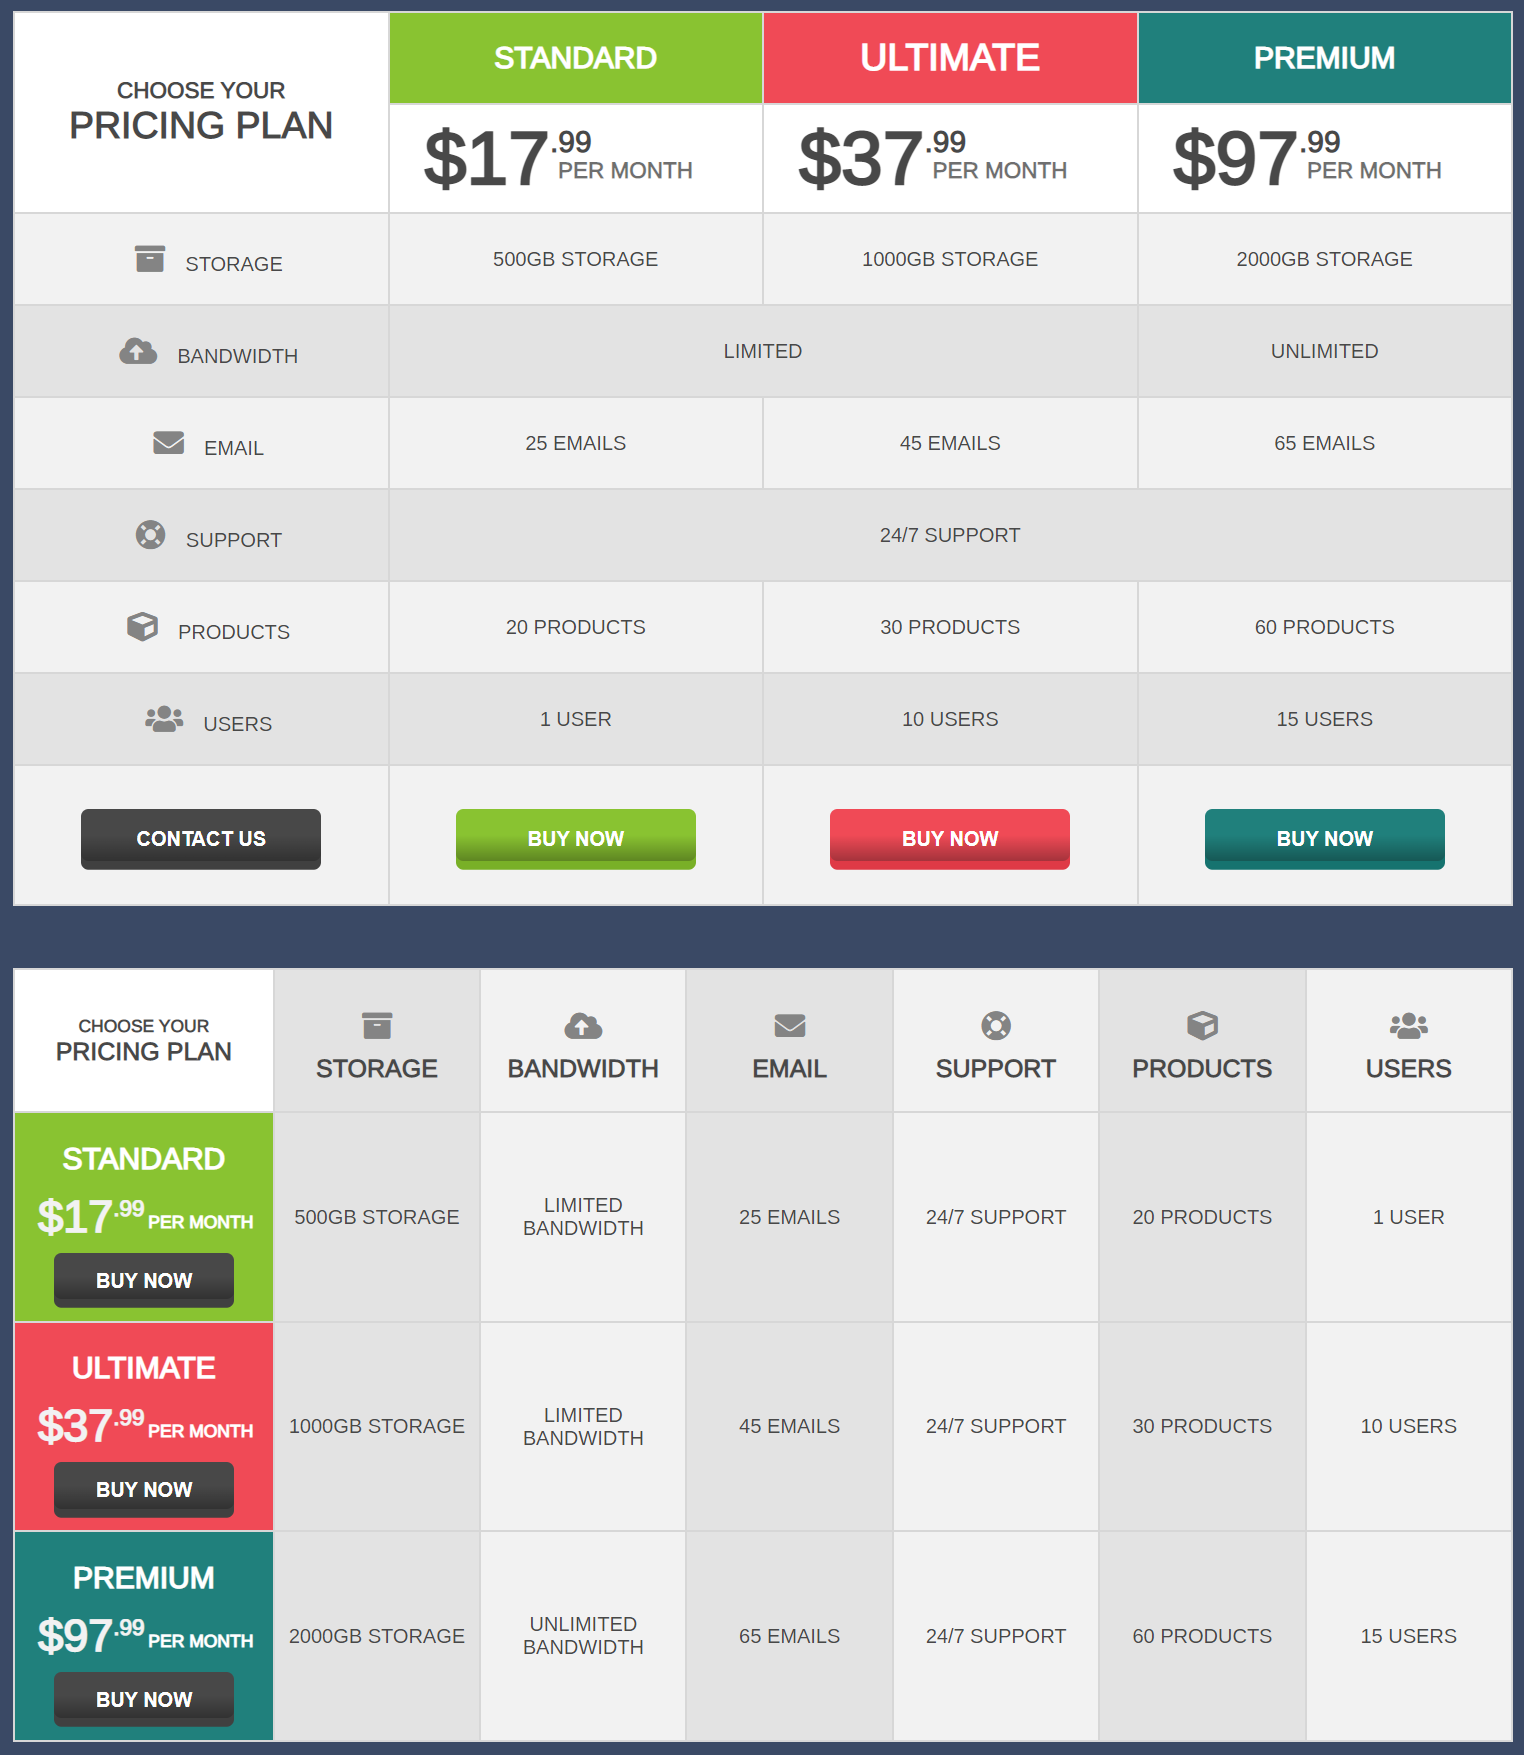 CHOOSE YOUR
PRICING PLAN
STANDARD
ULTIMATE
PREMIUM
$17.99 PER MONTH
$37.99 PER MONTH
$97.99 PER MONTH
STORAGE
500GB STORAGE
1000GB STORAGE
2000GB STORAGE
BANDWIDTH
LIMITED
UNLIMITED
EMAIL
25 EMAILS
45 EMAILS
65 EMAILS
SUPPORT
24/7 SUPPORT
PRODUCTS
20 PRODUCTS
30 PRODUCTS
60 PRODUCTS
USERS
1 USER
10 USERS
15 USERS
CONTACT US
BUY NOW
BUY NOW
BUY NOW
CHOOSE YOUR
PRICING PLAN
STORAGE
BANDWIDTH
EMAIL
SUPPORT
PRODUCTS
USERS
STANDARD
$17.99 PER MONTH
BUY NOW
500GB STORAGE
LIMITED
BANDWIDTH
25 EMAILS
24/7 SUPPORT
20 PRODUCTS
1 USER
ULTIMATE
$37.99 PER MONTH
BUY NOW
1000GB STORAGE
LIMITED
BANDWIDTH
45 EMAILS
24/7 SUPPORT
30 PRODUCTS
10 USERS
PREMIUM
$97.99 PER MONTH
BUY NOW
2000GB STORAGE
UNLIMITED
BANDWIDTH
65 EMAILS
24/7 SUPPORT
60 PRODUCTS
15 USERS